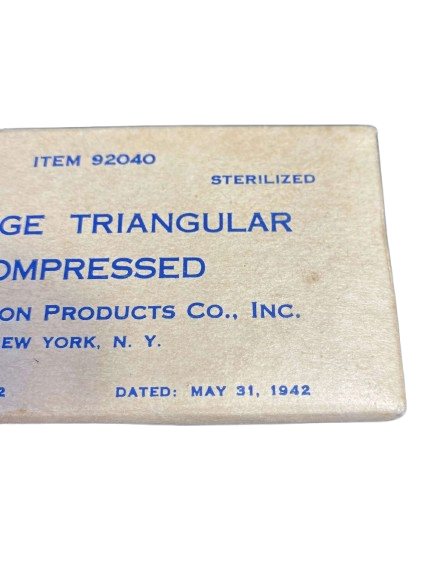 ITEM 92040
STERILIZED
GE TRIANGULAR
OMPRESSED
ON PRODUCTS CO., INC.
EW YORK, N. Y.
2 DATED: MAY 31, 1942